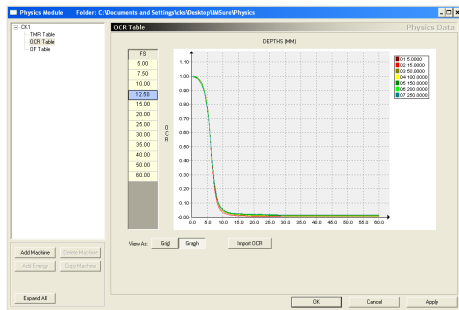 Physics Module    Folder: C:\Documents and Settings\cks\Desktop\IMSure\Physics
CK1
TMR Table
OCR Table
OF Table
OCR Table
Physics Data
DEPTHS (MM)
FS
5.00
7.50
10.00
12.50
15.00
20.00
25.00
30.00
35.00
40.00
50.00
60.00
O
C
R
1.10
1.00
0.90
0.80
0.70
0.60
0.50
0.40
0.30
0.20
0.10
0.00
0.0 5.0 10.0 15.0 20.0 25.0 30.0 35.0 40.0 45.0 50.0 55.0 60.0
01 5.0000
02 15.0000
03 50.0000
04 100.0000
05 150.0000
06 200.0000
07 250.0000
View As: Grid Graph Import OCR
Add Machine Delete Machine
Add Energy Copy Machine
Expand All
OK Cancel Apply